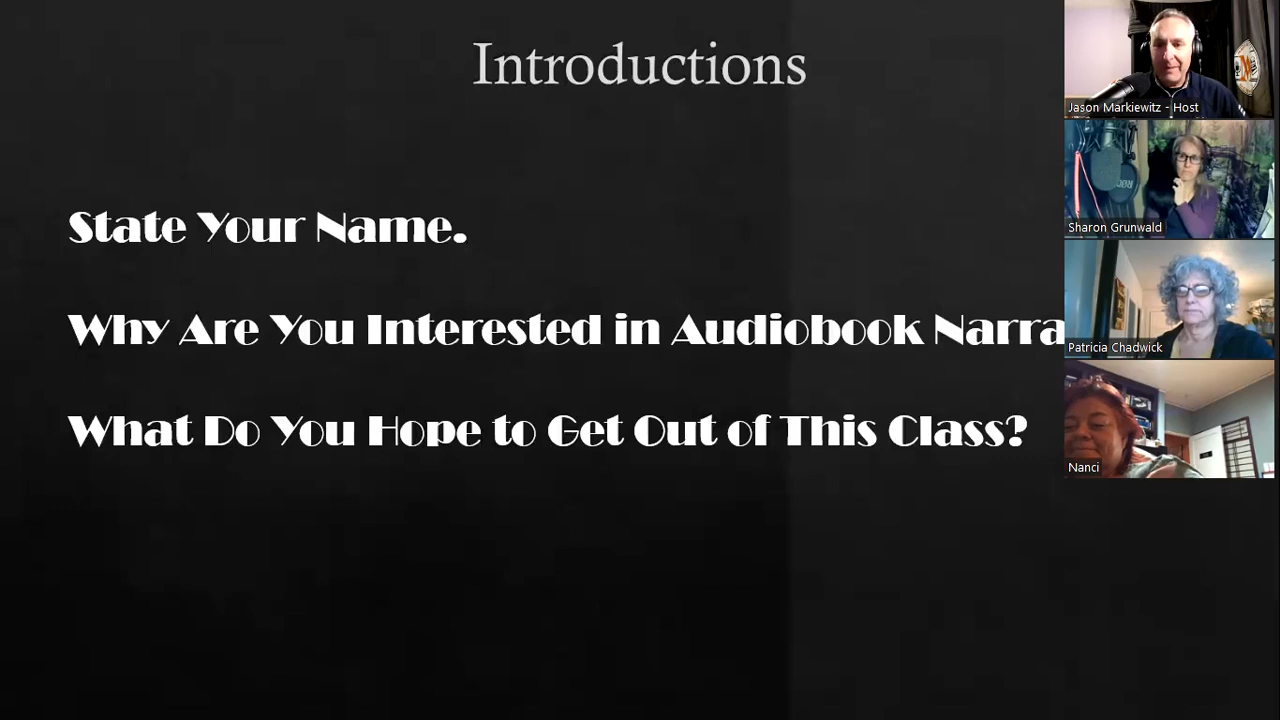 Introductions
State Your Name.
Why Are You Interested in Audiobook Narra
What Do You Hope to Get Out of This Class?
Jason Markiewitz - Host
Sharon Grunwald
Patricia Chadwick
Nanci